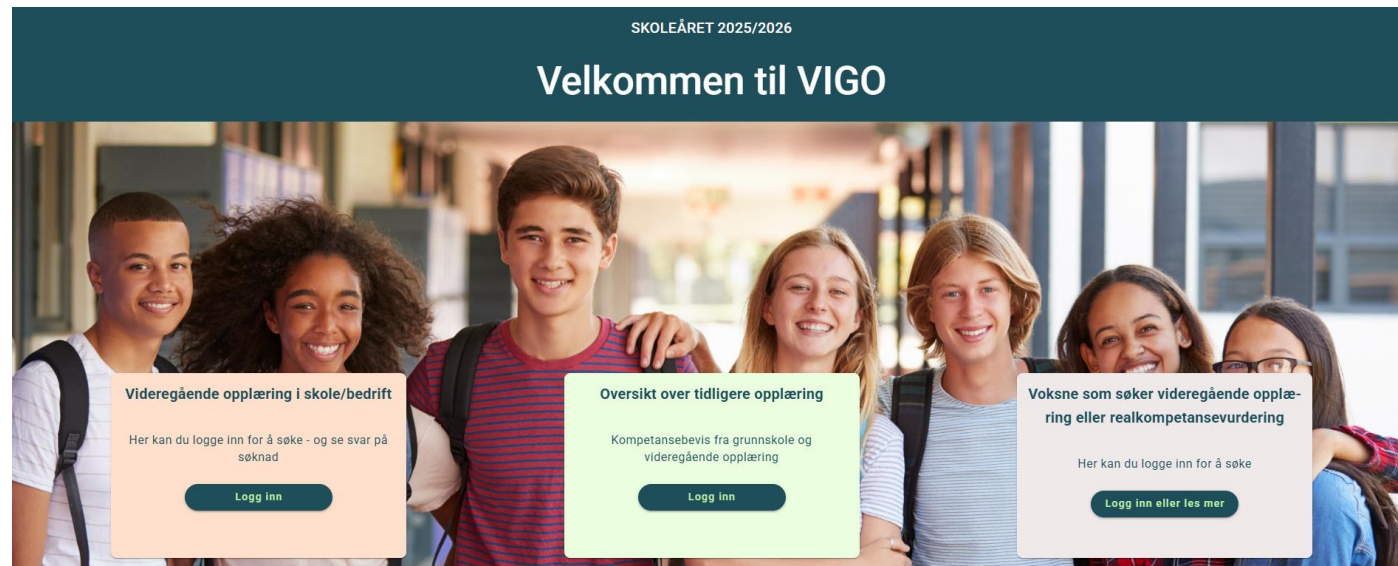 SKOLEÅRET 2025/2026
Velkommen til VIGO
Videregående opplæring i skole/bedrift
Her kan du logge inn for å søke - og se svar på
søknad
Logg inn
Oversikt over tidligere opplæring
Kompetansebevis fra grunnskole og
videregående opplæring
Logg inn
Voksne som søker videregående opplæ-
ring eller realkompetansevurdering
Her kan du logge inn for å søke
Logg inn eller les mer